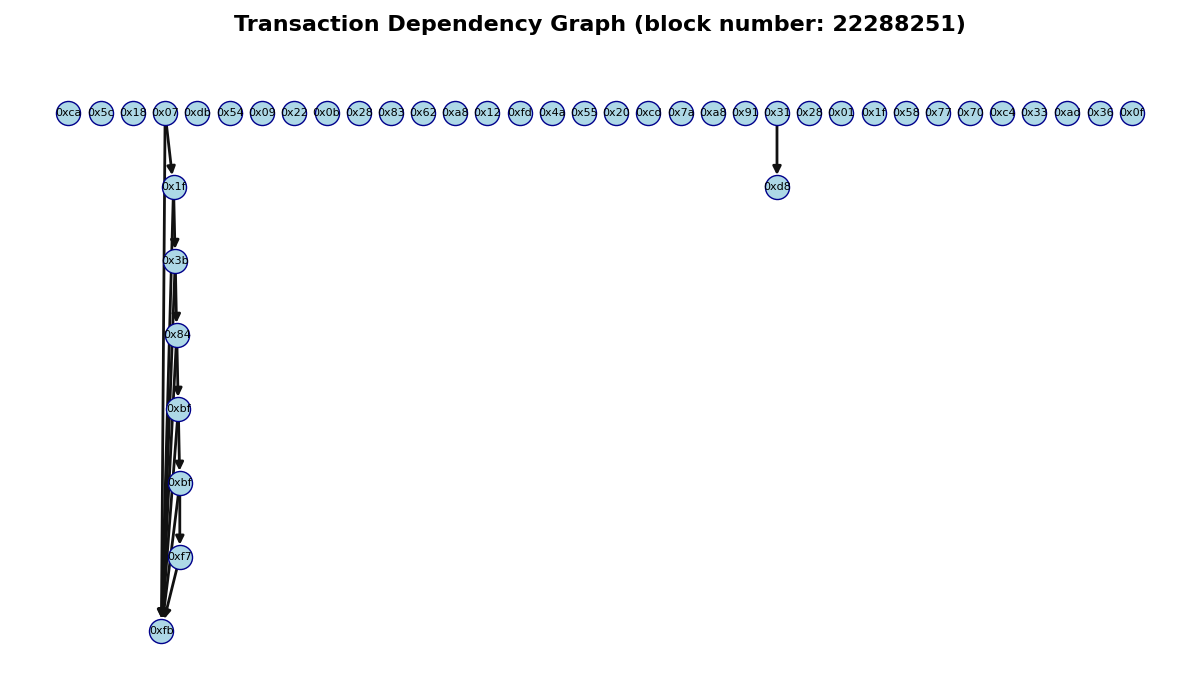 Transaction Dependency Graph (block number: 22288251)
0xca 0x5c 0x18 0x07 0xdb 0x54 0x09 0x22 0x0b 0x28 0x83 0x62 0xa8 0x12 0xfd 0x4a 0x55 0x20 0xcd 0x7a 0xa8 0x91 0x31 0x28 0x01 0x1f 0x58 0x77 0x70 0xc4 0x33 0xad 0x36 0x0f
0x1f 0xd8
0x3b
0x84
0xbf
0xbf
0xf7
0xfb